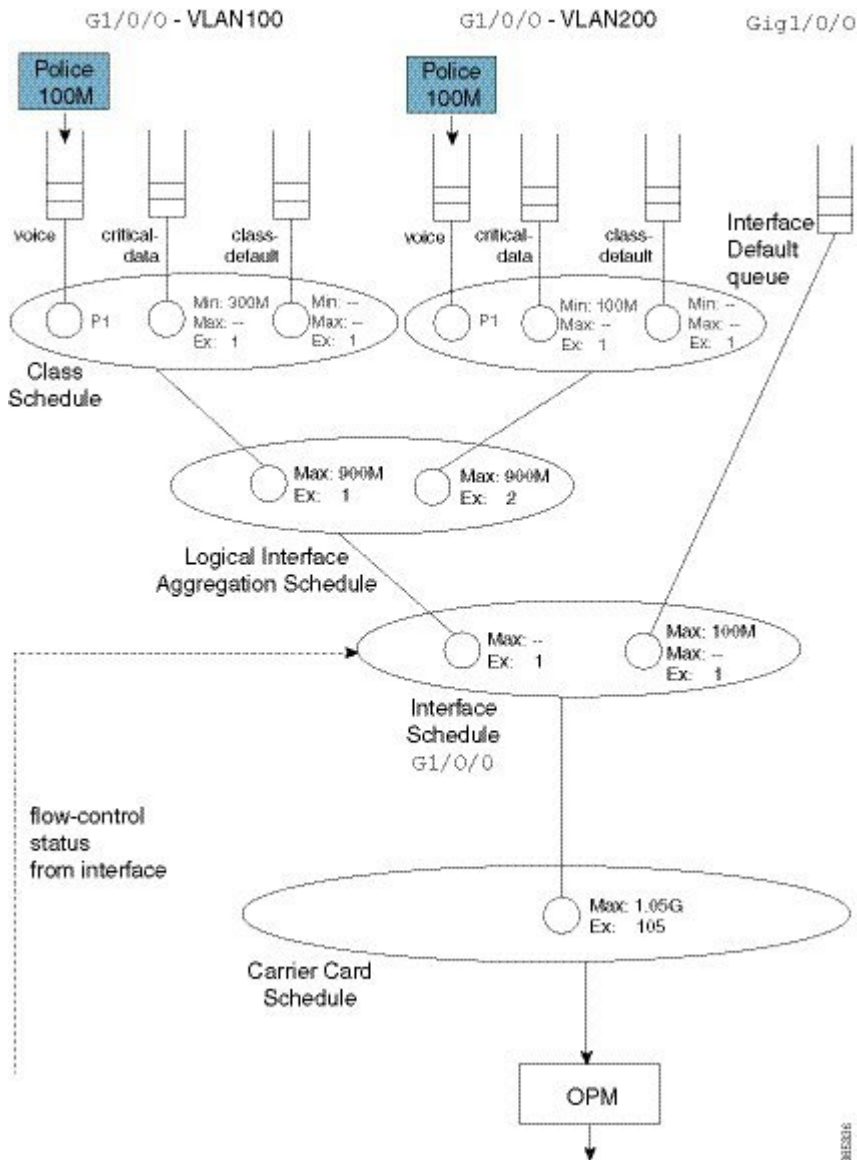 G1/0/0 - VLAN100
G1/0/0 - VLAN200
Gig1/0/0
Police
100M
Police
100M
voice
critical-
data
class-
default
voice
critical-
data
class-
default
Interface
Default
queue
P1
Min: 300M
Max: --
Ex: 1
Min: --
Max: --
Ex: 1
P1
Min: 100M
Max: --
Ex: 1
Min: --
Max: --
Ex: 1
Class
Schedule
Max: 900M
Ex: 1
Max: 900M
Ex: 2
Logical Interface
Aggregation Schedule
Max: --
Ex: 1
Max: 100M
Max: --
Ex: 1
Interface
Schedule
G1/0/0
flow-control
status
from interface
Max: 1.05G
Ex: 105
Carrier Card
Schedule
OPM